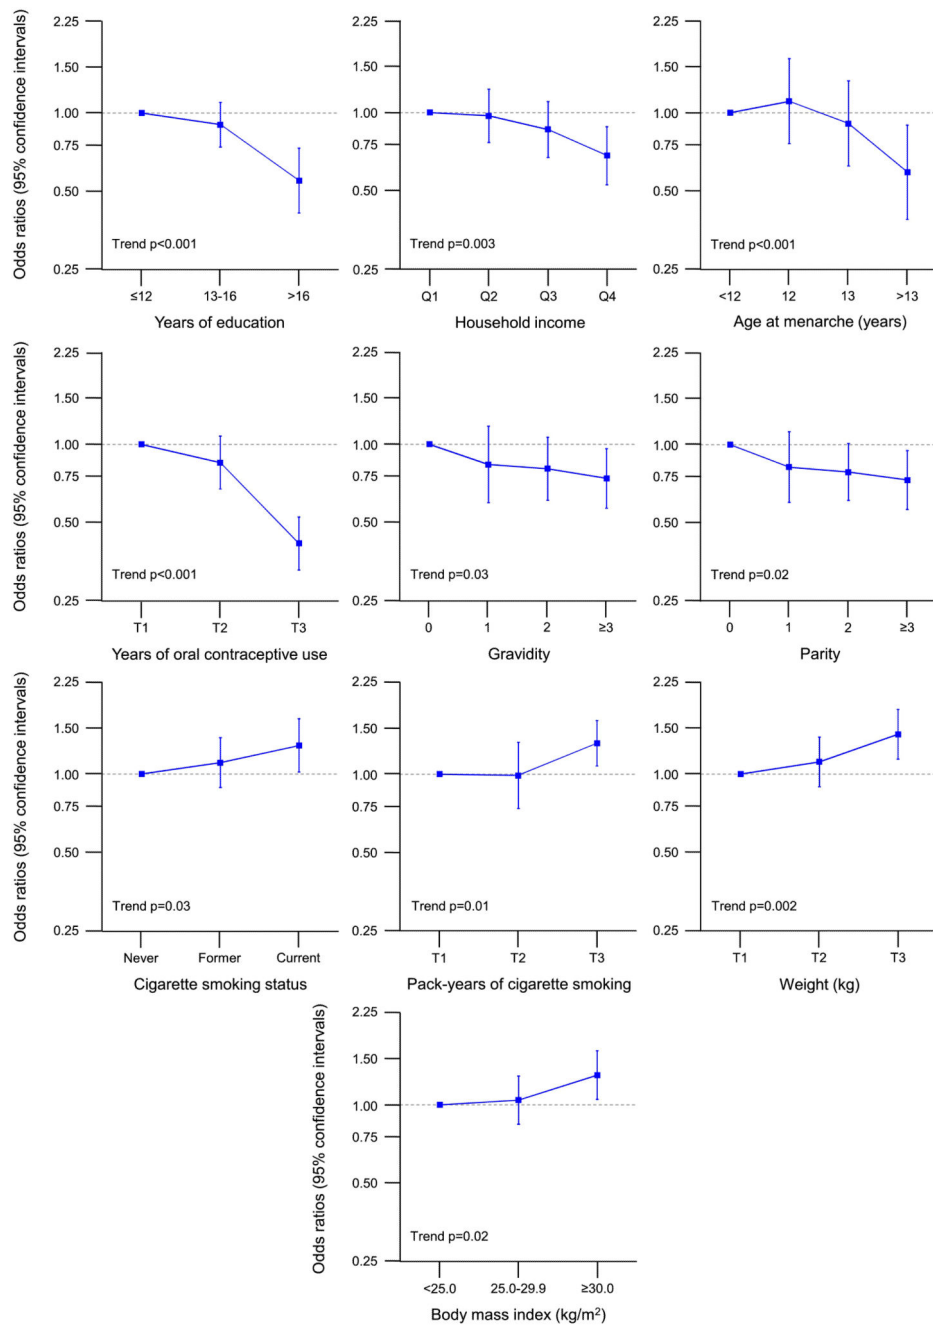 Odds ratios (95% confidence intervals)
2.25
1.50
1.00
0.75
0.50
0.25
Trend p<0.001
≤12 13-16 >16
Years of education
2.25
1.50
1.00
0.75
0.50
0.25
Trend p=0.003
Q1 Q2 Q3 Q4
Household income
2.25
1.50
1.00
0.75
0.50
0.25
Trend p<0.001
<12 12 13 >13
Age at menarche (years)
Odds ratios (95% confidence intervals)
2.25
1.50
1.00
0.75
0.50
0.25
Trend p<0.001
T1 T2 T3
Years of oral contraceptive use
2.25
1.50
1.00
0.75
0.50
0.25
Trend p=0.03
0 1 2 ≥3
Gravidity
2.25
1.50
1.00
0.75
0.50
0.25
Trend p=0.02
0 1 2 ≥3
Parity
Odds ratios (95% confidence intervals)
2.25
1.50
1.00
0.75
0.50
0.25
Trend p=0.03
Never Former Current
Cigarette smoking status
2.25
1.50
1.00
0.75
0.50
0.25
Trend p=0.01
T1 T2 T3
Pack-years of cigarette smoking
2.25
1.50
1.00
0.75
0.50
0.25
Trend p=0.002
T1 T2 T3
Weight (kg)
Odds ratios (95% confidence intervals)
2.25
1.50
1.00
0.75
0.50
0.25
Trend p=0.02
<25.0 25.0-29.9 ≥30.0
Body mass index (kg/m²)